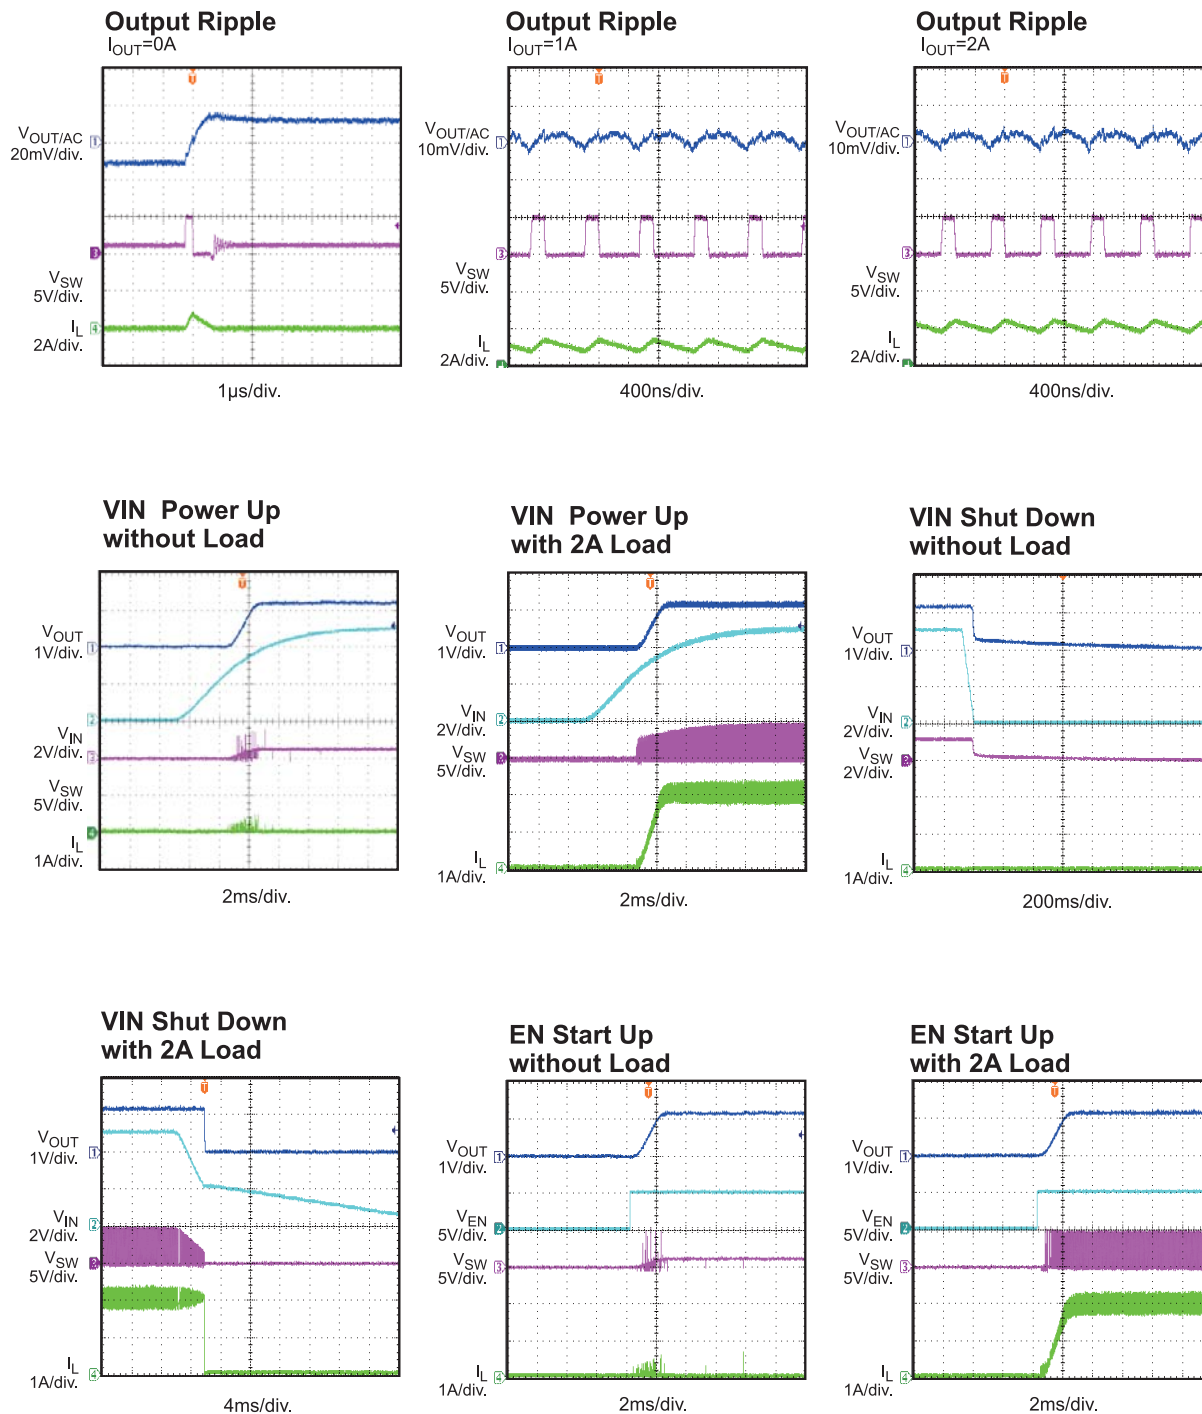 Output Ripple
IOUT=0A
VOUT/AC
20mV/div.
VSW
5V/div.
IL
2A/div.
1µs/div.
Output Ripple
IOUT=1A
VOUT/AC
10mV/div.
VSW
5V/div.
IL
2A/div.
400ns/div.
Output Ripple
IOUT=2A
VOUT/AC
10mV/div.
VSW
5V/div.
IL
2A/div.
400ns/div.
VIN Power Up
without Load
VOUT
1V/div.
VIN
2V/div.
VSW
5V/div.
IL
1A/div.
2ms/div.
VIN Power Up
with 2A Load
VOUT
1V/div.
VIN
2V/div.
VSW
5V/div.
IL
1A/div.
2ms/div.
VIN Shut Down
without Load
VOUT
1V/div.
VIN
2V/div.
VSW
2V/div.
IL
1A/div.
200ms/div.
VIN Shut Down
with 2A Load
VOUT
1V/div.
VIN
2V/div.
VSW
5V/div.
IL
1A/div.
4ms/div.
EN Start Up
without Load
VOUT
1V/div.
VEN
5V/div.
VSW
5V/div.
IL
1A/div.
2ms/div.
EN Start Up
with 2A Load
VOUT
1V/div.
VEN
5V/div.
VSW
5V/div.
IL
1A/div.
2ms/div.